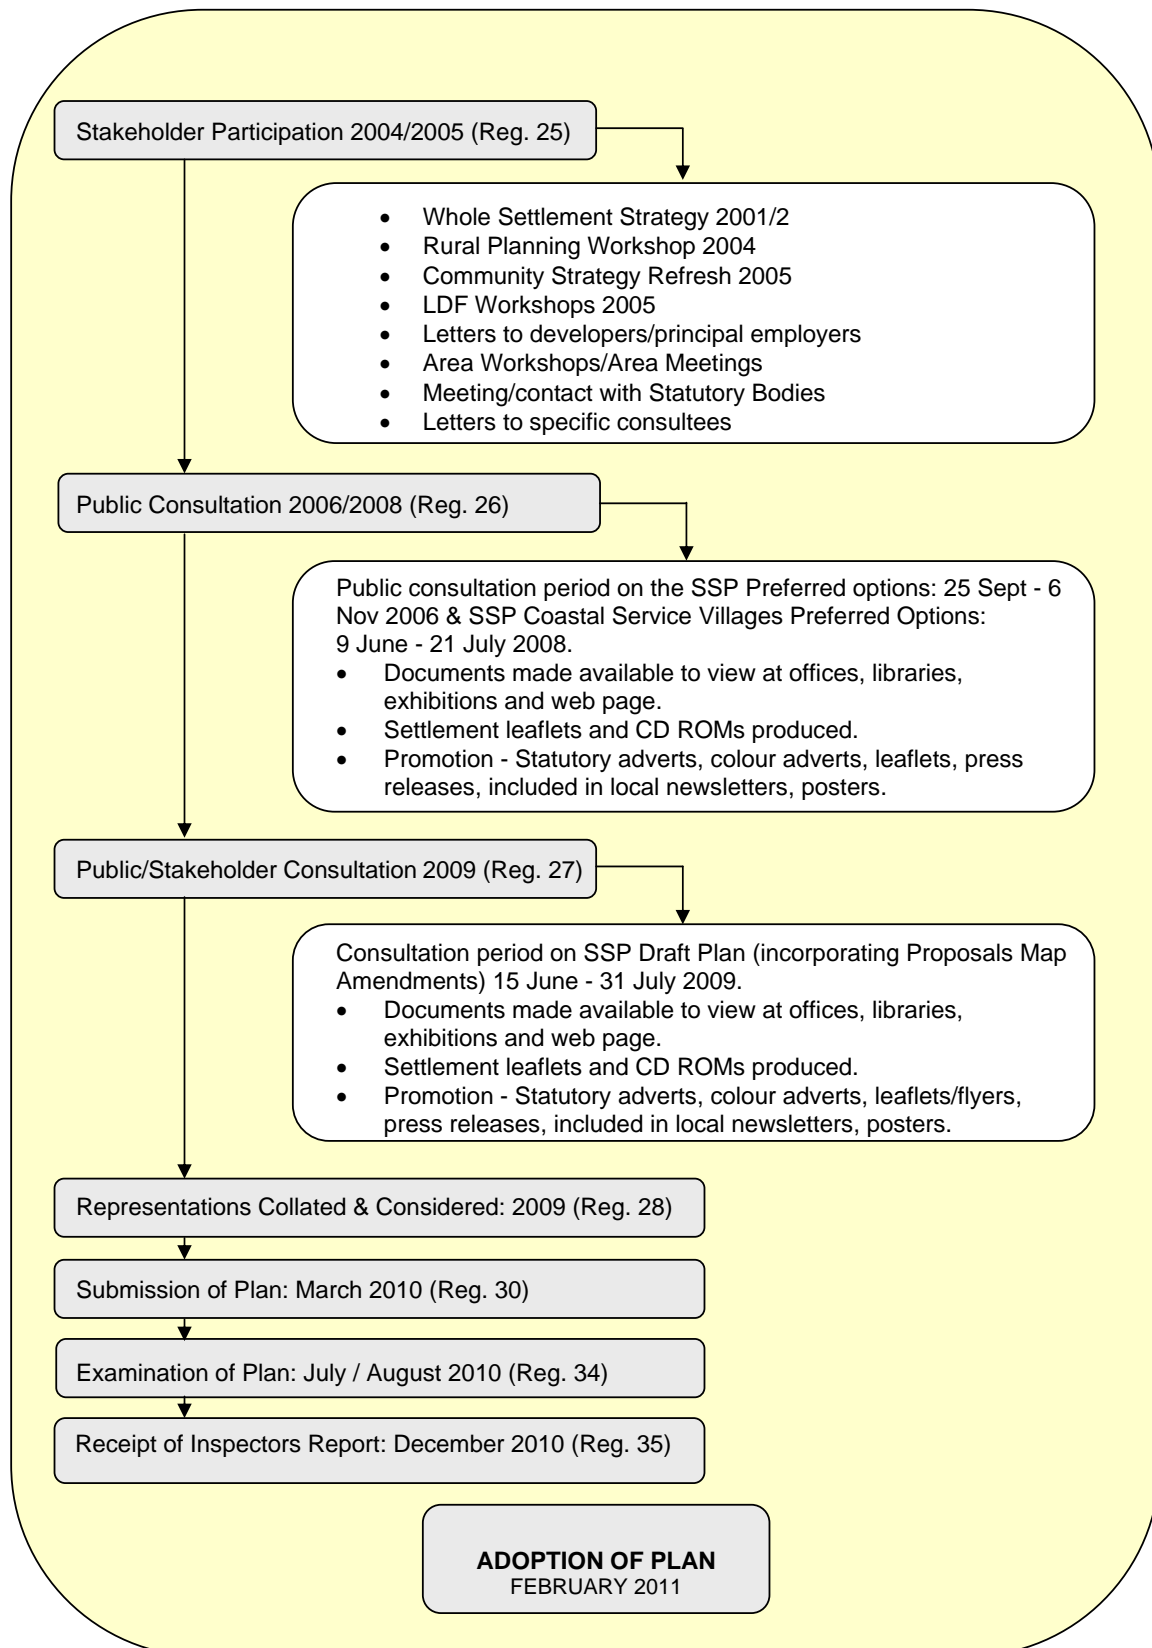 Stakeholder Participation 2004/2005 (Reg. 25)
• Whole Settlement Strategy 2001/2
• Rural Planning Workshop 2004
• Community Strategy Refresh 2005
• LDF Workshops 2005
• Letters to developers/principal employers
• Area Workshops/Area Meetings
• Meeting/contact with Statutory Bodies
• Letters to specific consultees
Public Consultation 2006/2008 (Reg. 26)
Public consultation period on the SSP Preferred options: 25 Sept - 6
Nov 2006 & SSP Coastal Service Villages Preferred Options:
9 June - 21 July 2008.
• Documents made available to view at offices, libraries,
exhibitions and web page.
• Settlement leaflets and CD ROMs produced.
• Promotion - Statutory adverts, colour adverts, leaflets, press
releases, included in local newsletters, posters.
Public/Stakeholder Consultation 2009 (Reg. 27)
Consultation period on SSP Draft Plan (incorporating Proposals Map
Amendments) 15 June - 31 July 2009.
• Documents made available to view at offices, libraries,
exhibitions and web page.
• Settlement leaflets and CD ROMs produced.
• Promotion - Statutory adverts, colour adverts, leaflets/flyers,
press releases, included in local newsletters, posters.
Representations Collated & Considered: 2009 (Reg. 28)
Submission of Plan: March 2010 (Reg. 30)
Examination of Plan: July / August 2010 (Reg. 34)
Receipt of Inspectors Report: December 2010 (Reg. 35)
ADOPTION OF PLAN
FEBRUARY 2011